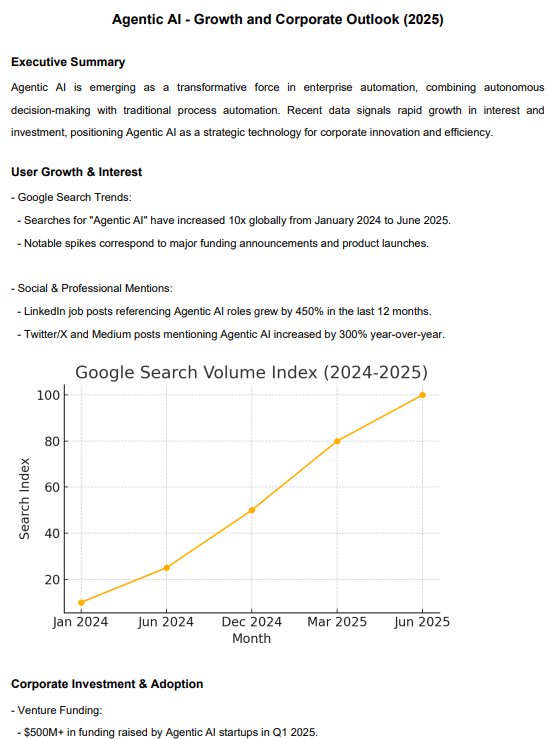 Agentic AI - Growth and Corporate Outlook (2025)
Executive Summary
Agentic AI is emerging as a transformative force in enterprise automation, combining autonomous
decision-making with traditional process automation. Recent data signals rapid growth in interest and
investment, positioning Agentic AI as a strategic technology for corporate innovation and efficiency.
User Growth & Interest
- Google Search Trends:
- Searches for "Agentic AI" have increased 10x globally from January 2024 to June 2025.
- Notable spikes correspond to major funding announcements and product launches.
- Social & Professional Mentions:
- LinkedIn job posts referencing Agentic AI roles grew by 450% in the last 12 months.
- Twitter/X and Medium posts mentioning Agentic AI increased by 300% year-over-year.
Google Search Volume Index (2024-2025)
100
80
60
40
20
Search Index
Jan 2024 Jun 2024 Dec 2024 Mar 2025 Jun 2025
Month
Corporate Investment & Adoption
- Venture Funding:
- $500M+ in funding raised by Agentic AI startups in Q1 2025.